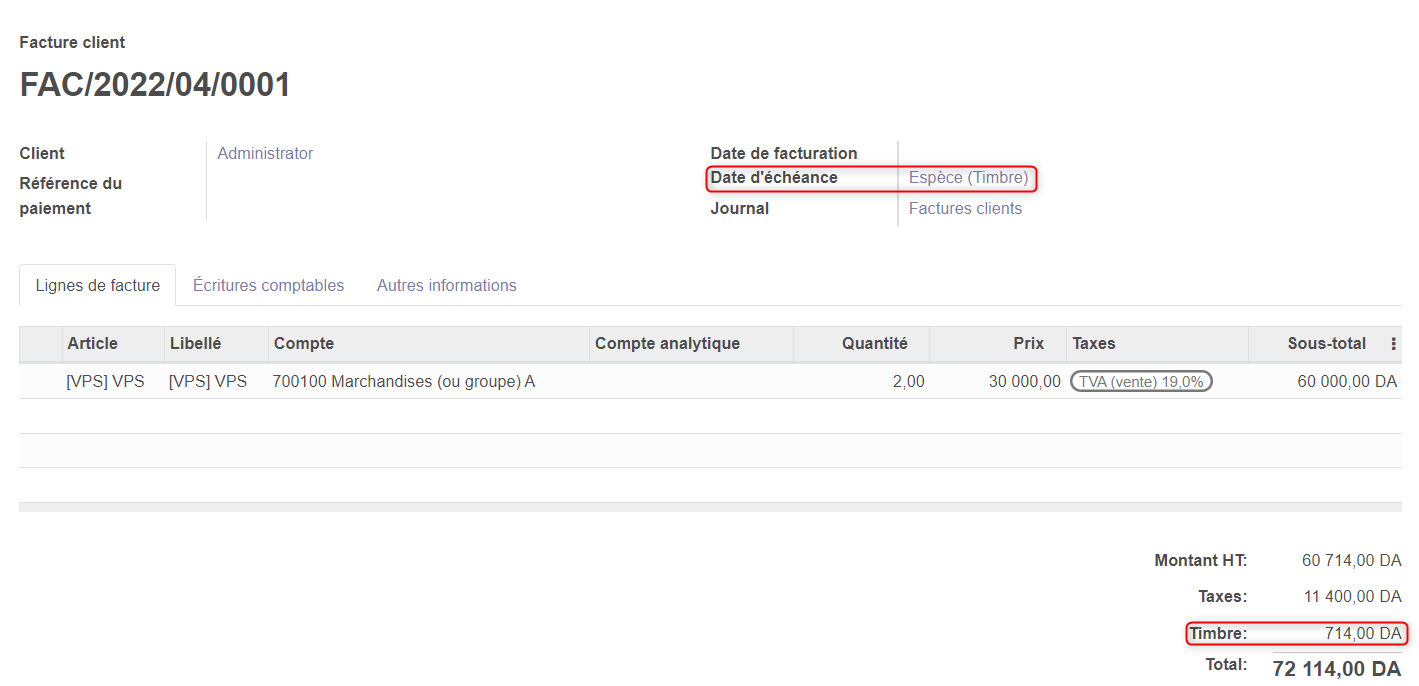 Facture client
FAC/2022/04/0001
Client Administrator
Référence du
paiement
Date de facturation
Date d'échéance Espèce (Timbre)
Journal Factures clients
Lignes de facture Écritures comptables Autres informations
Article Libellé Compte Compte analytique Quantité Prix Taxes Sous-total
[VPS] VPS [VPS] VPS 700100 Marchandises (ou groupe) A 2,00 30 000,00 TVA (vente) 19,0% 60 000,00 DA
Montant HT: 60 714,00 DA
Taxes: 11 400,00 DA
Timbre: 714,00 DA
Total: 72 114,00 DA